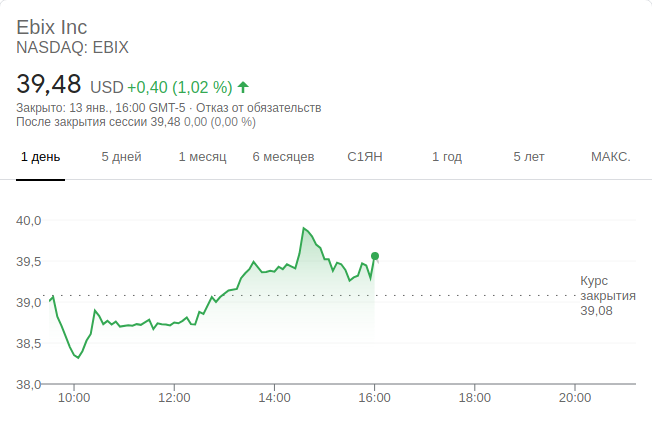 Ebix Inc
NASDAQ: EBIX
39,48 USD +0,40 (1,02 %)
Закрыто: 13 янв., 16:00 GMT-5 · Отказ от обязательств
После закрытия сессии 39,48 0,00 (0,00 %)
1 день 5 дней 1 месяц 6 месяцев С1ЯН 1 год 5 лет МАКС.
40,0
39,5
Курс
39,0 закрытия
39,08
38,5
38,0
10:00 12:00 14:00 16:00 18:00 20:00